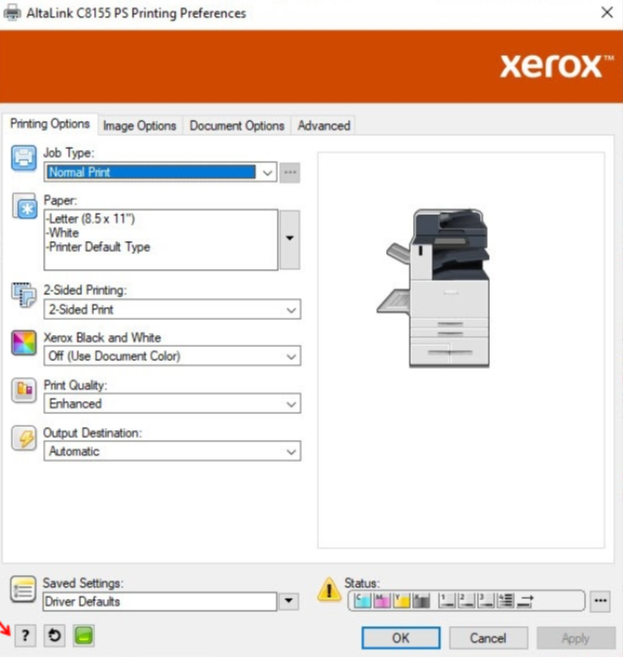 AltaLink C8155 PS Printing Preferences
xerox™
Printing Options
Image Options
Document Options
Advanced
Job Type:
Normal Print
Paper:
-Letter (8.5 x 11")
-White
-Printer Default Type
2-Sided Printing:
2-Sided Print
Xerox Black and White
Off (Use Document Color)
Print Quality:
Enhanced
Output Destination:
Automatic
Saved Settings:
Driver Defaults
Status:
C M Y K 1 2 3
?
OK
Cancel
Apply